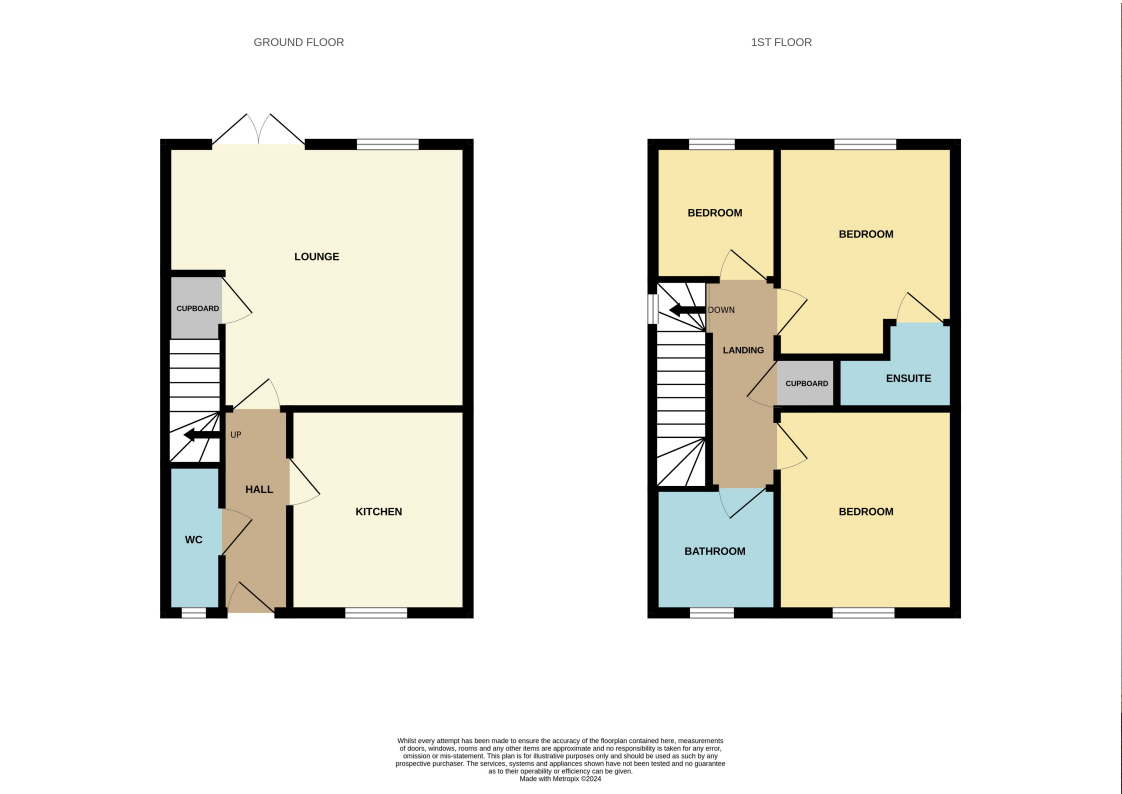 GROUND FLOOR
1ST FLOOR
LOUNGE
CUPBOARD
UP
HALL
KITCHEN
WC
BEDROOM
BEDROOM
DOWN
LANDING
CUPBOARD
ENSUITE
BEDROOM
BATHROOM
Whilst every attempt has been made to ensure the accuracy of the floorplan contained here, measurements
of doors, windows, rooms and any other items are approximate and no responsibility is taken for any error,
omission or mis-statement. This plan is for illustrative purposes only and should be used as such by any
prospective purchaser. The services, systems and appliances shown have not been tested and no guarantee
as to their operability or efficiency can be given.
Made with Metropix ©2024